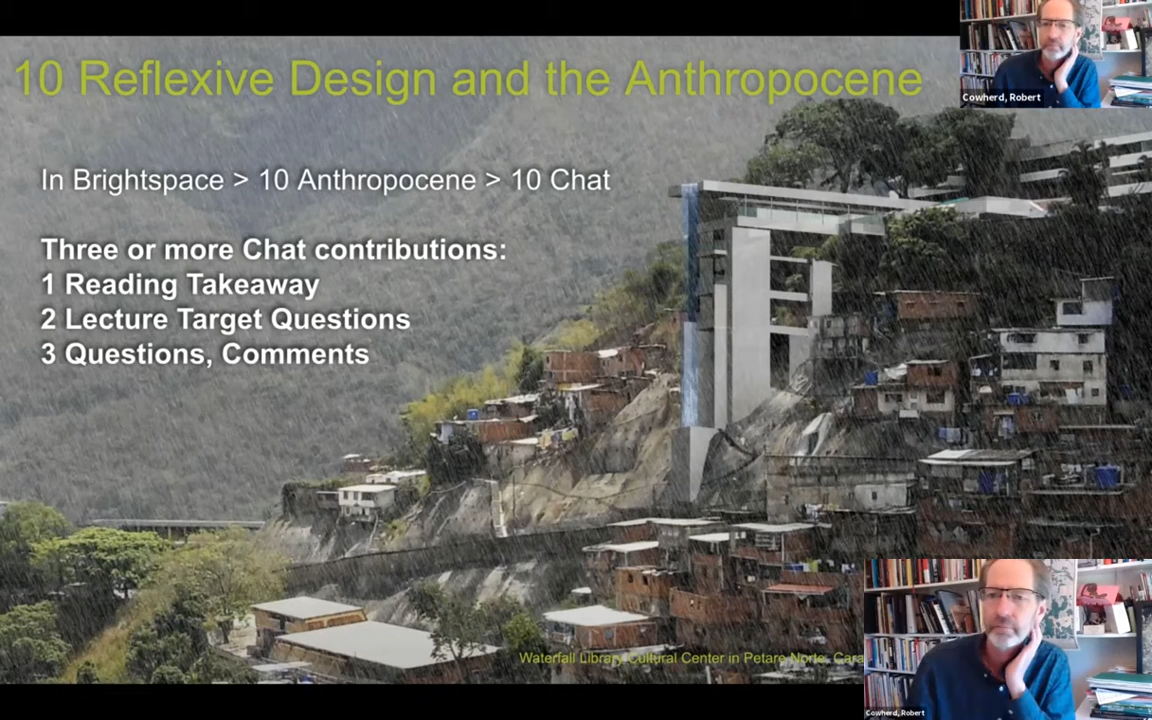 10 Reflexive Design and the Anthropocene
Cowherd, Robert
In Brightspace > 10 Anthropocene > 10 Chat
Three or more Chat contributions:
1 Reading Takeaway
2 Lecture Target Questions
3 Questions, Comments
Waterfall Library Cultural Center in Petare Norte,
Cowherd, Robert